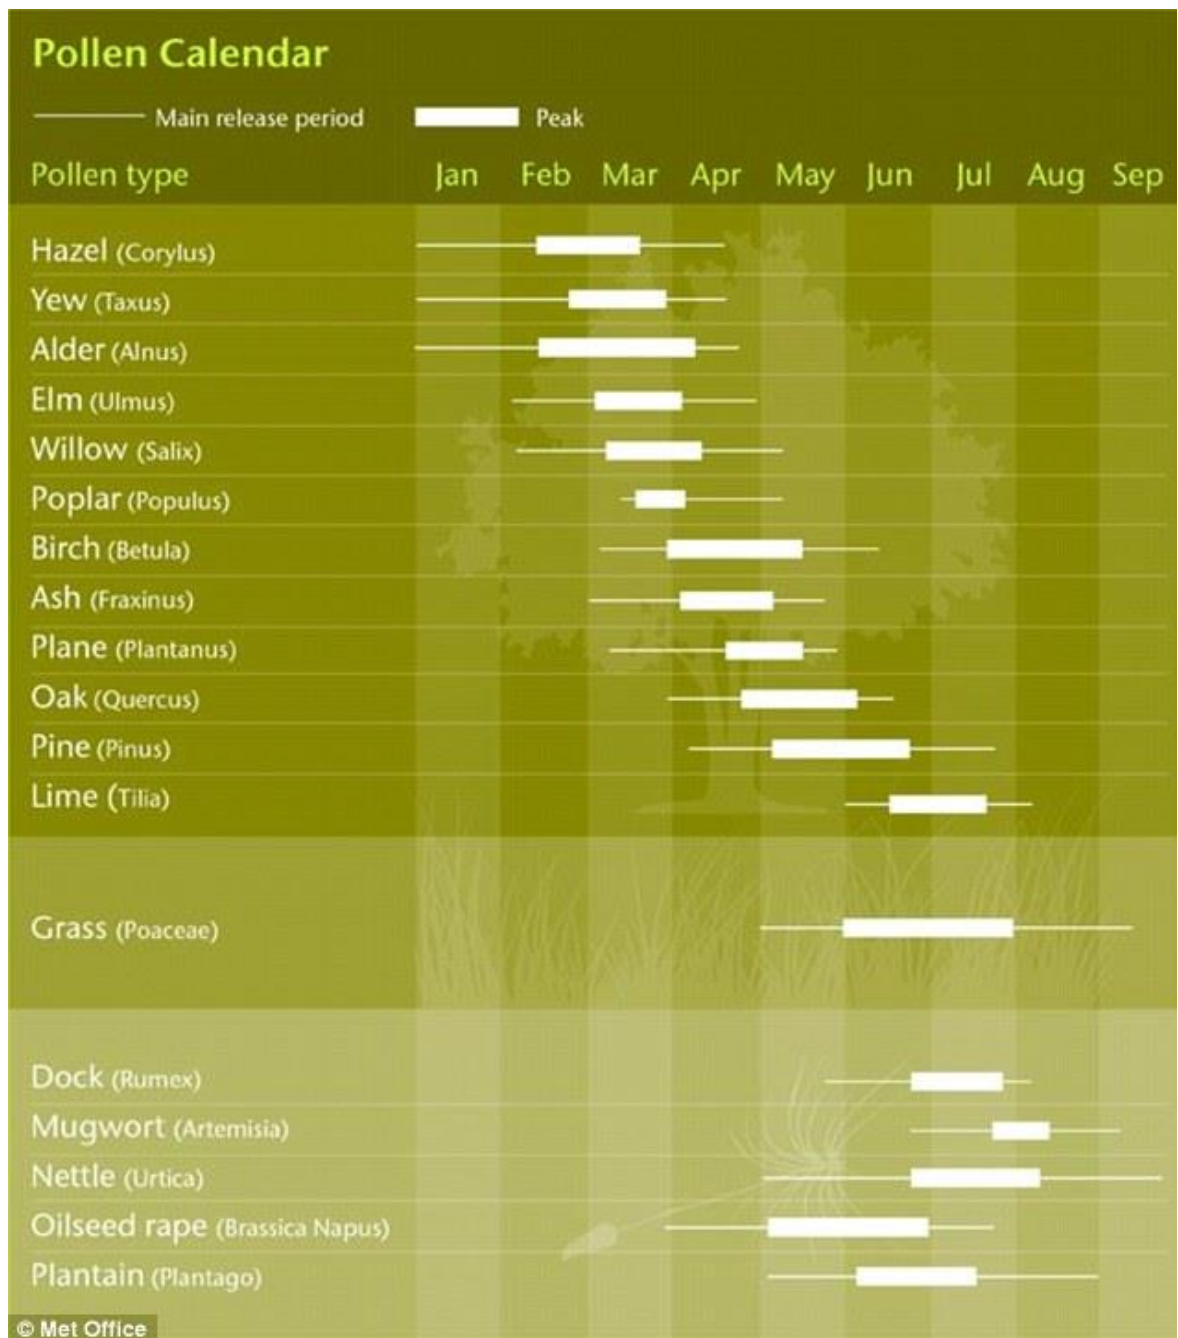 Pollen Calendar
Main release period Peak
Pollen type Jan Feb Mar Apr May Jun Jul Aug Sep
Hazel (Corylus)
Yew (Taxus)
Alder (Alnus)
Elm (Ulmus)
Willow (Salix)
Poplar (Populus)
Birch (Betula)
Ash (Fraxinus)
Plane (Plantanus)
Oak (Quercus)
Pine (Pinus)
Lime (Tilia)
Grass (Poaceae)
Dock (Rumex)
Mugwort (Artemisia)
Nettle (Urtica)
Oilseed rape (Brassica Napus)
Plantain (Plantago)
© Met Office